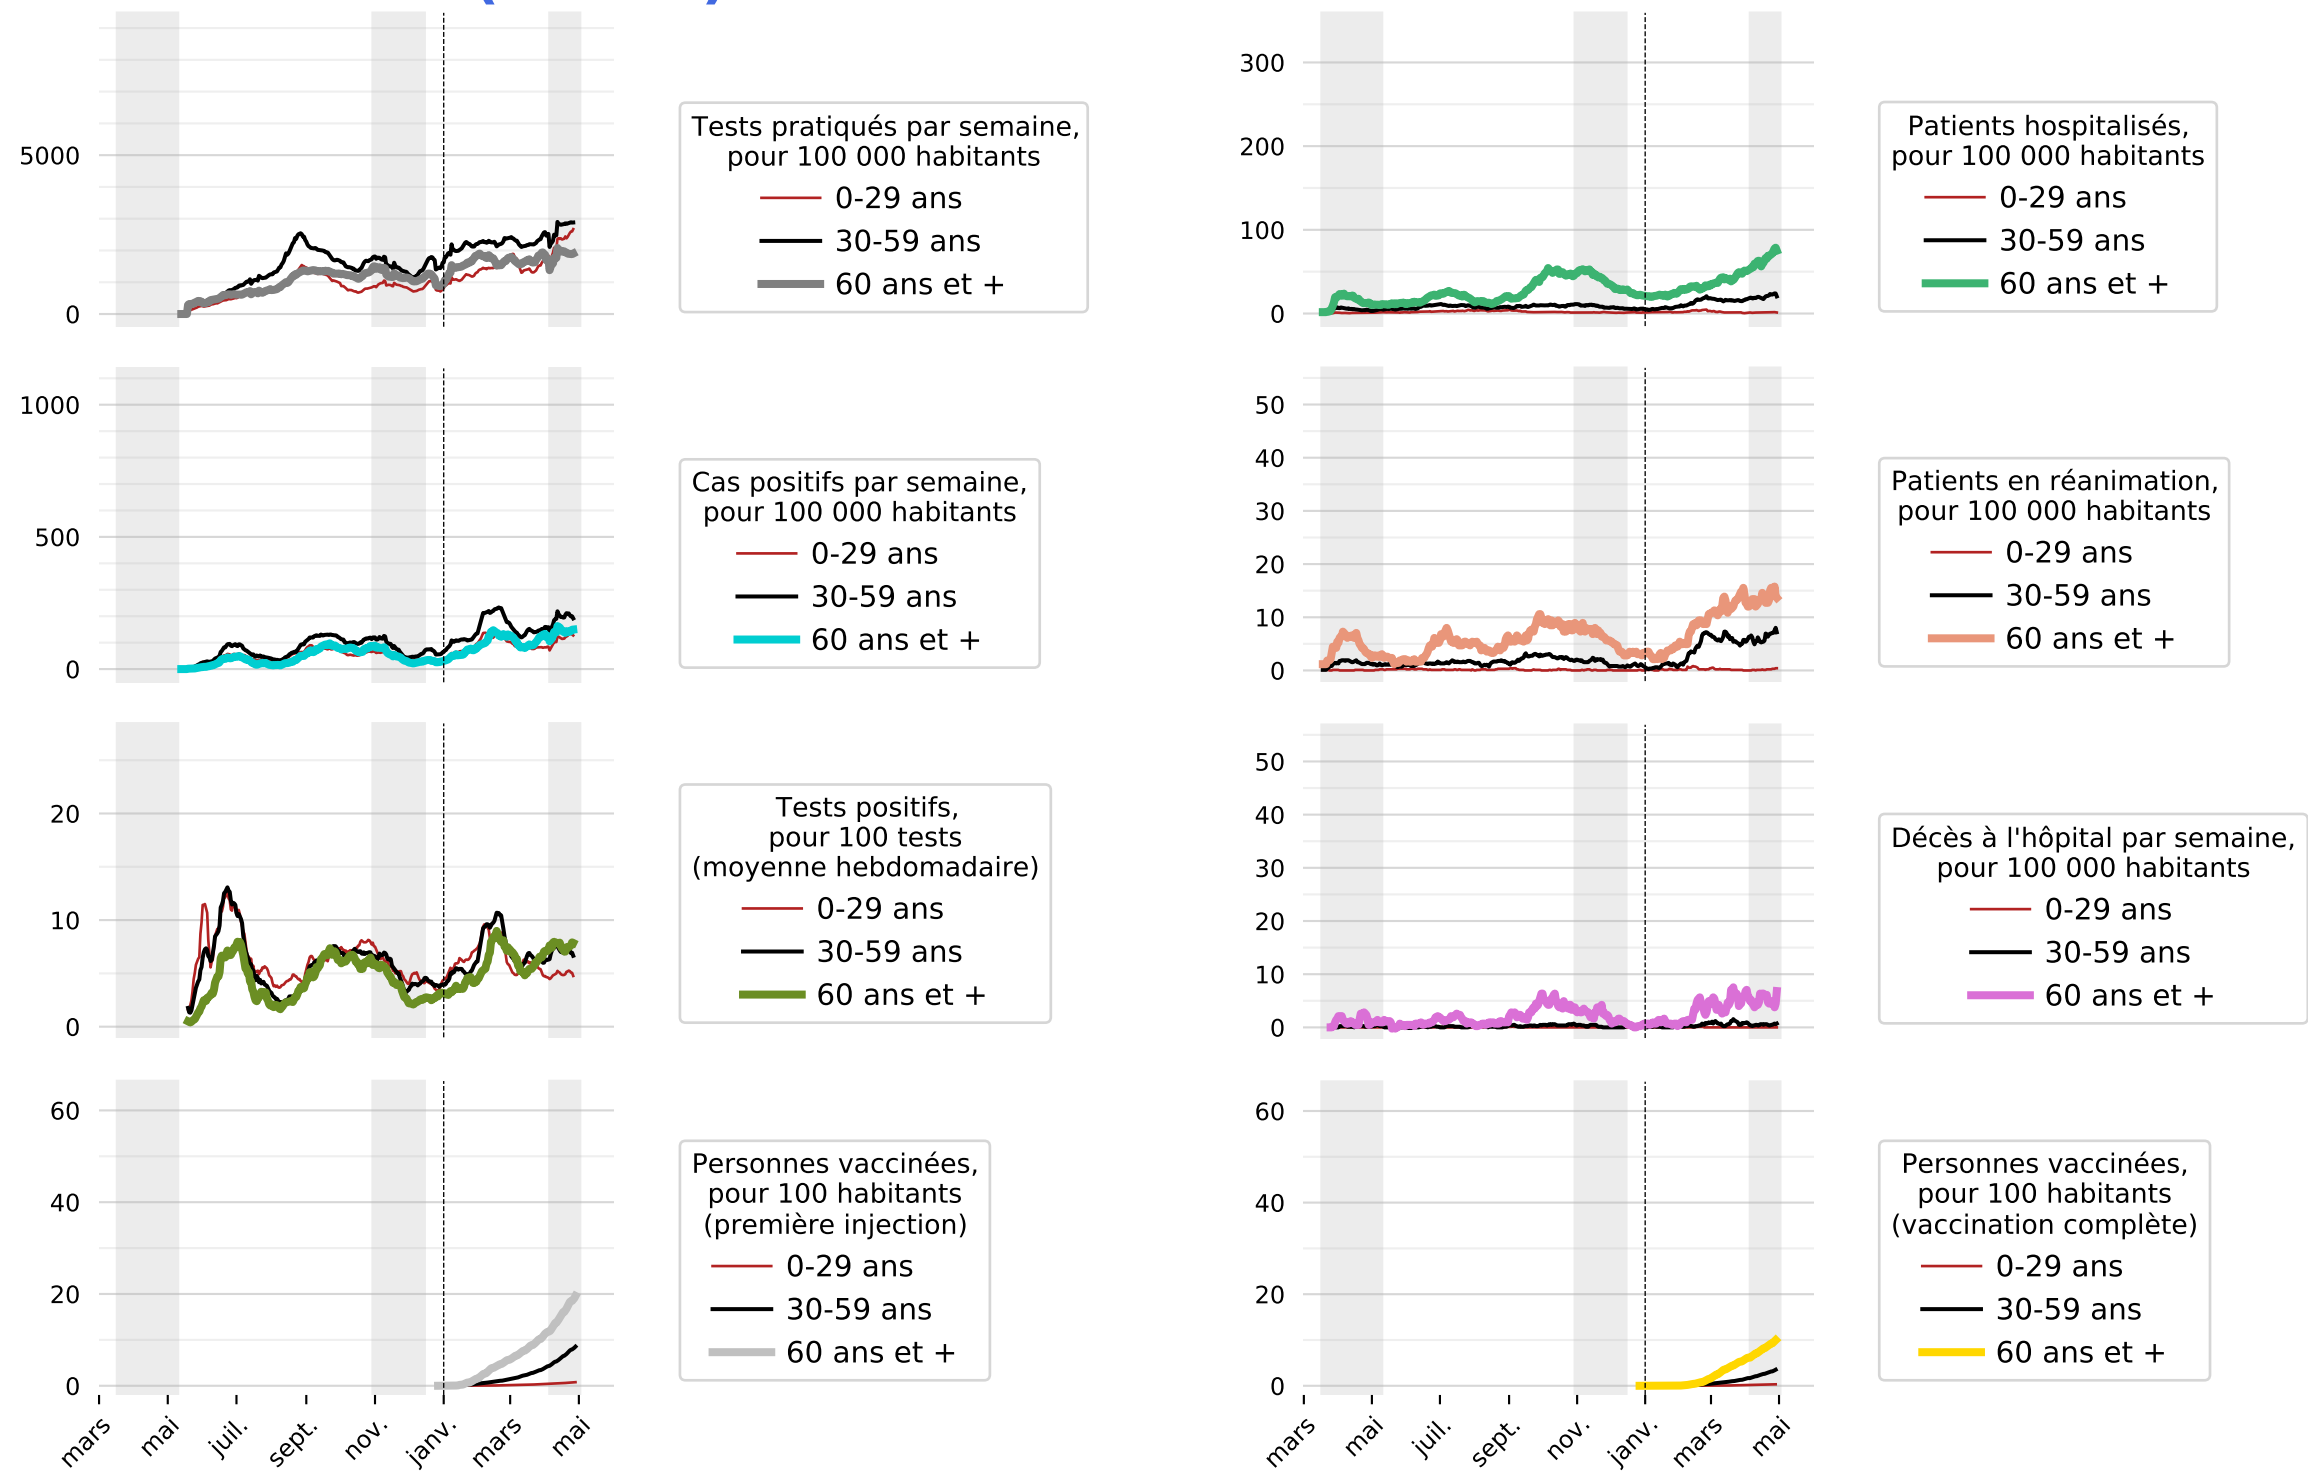 5000
0
Tests pratiqués par semaine,
pour 100 000 habitants
0-29 ans
30-59 ans
60 ans et +
300
200
100
0
Patients hospitalisés,
pour 100 000 habitants
0-29 ans
30-59 ans
60 ans et +
1000
500
0
Cas positifs par semaine,
pour 100 000 habitants
0-29 ans
30-59 ans
60 ans et +
50
40
30
20
10
0
Patients en réanimation,
pour 100 000 habitants
0-29 ans
30-59 ans
60 ans et +
20
10
0
Tests positifs,
pour 100 tests
(moyenne hebdomadaire)
0-29 ans
30-59 ans
60 ans et +
50
40
30
20
10
0
Décès à l'hôpital par semaine,
pour 100 000 habitants
0-29 ans
30-59 ans
60 ans et +
60
40
20
0
mars mai juil. sept. nov. janv. mars mai
Personnes vaccinées,
pour 100 habitants
(première injection)
0-29 ans
30-59 ans
60 ans et +
60
40
20
0
mars mai juil. sept. nov. janv. mars mai
Personnes vaccinées,
pour 100 habitants
(vaccination complète)
0-29 ans
30-59 ans
60 ans et +